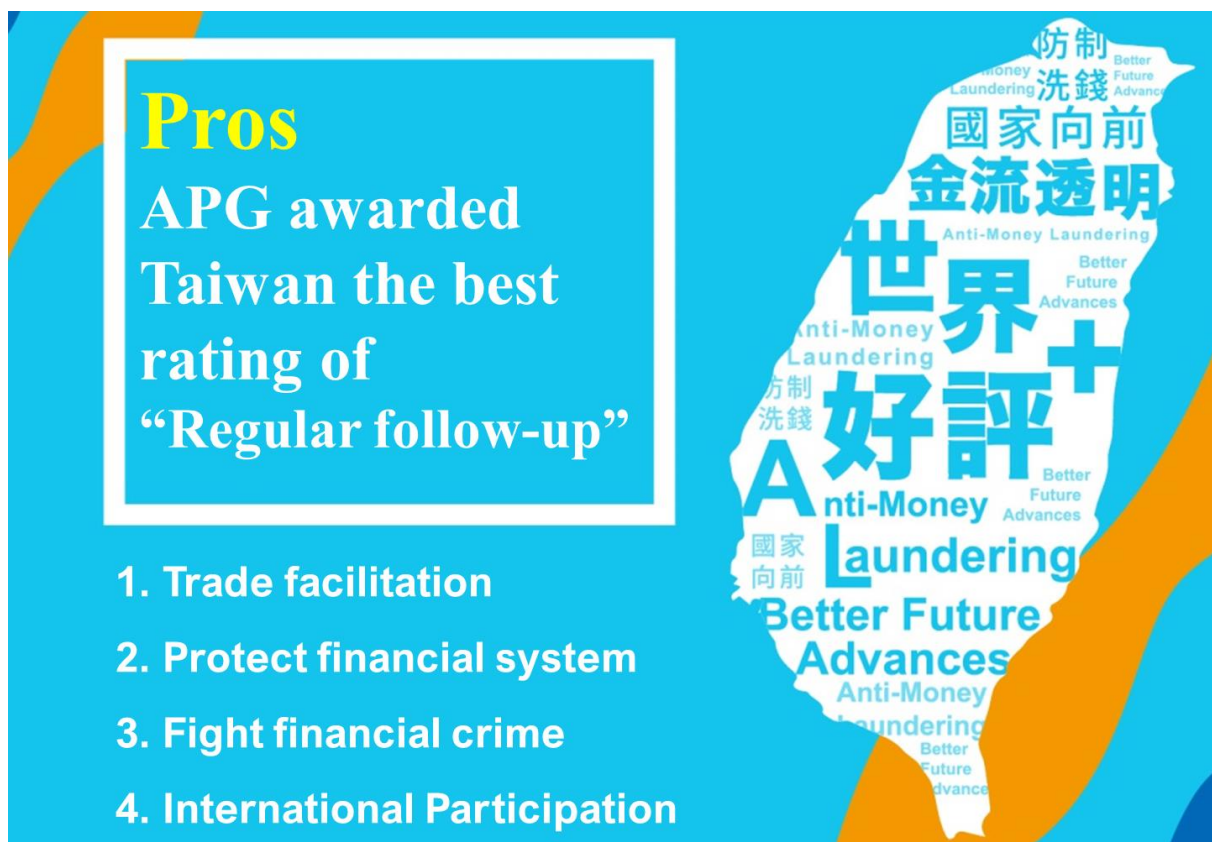 Pros
APG awarded
Taiwan the best
rating of
“Regular follow-up”
1. Trade facilitation
2. Protect financial system
3. Fight financial crime
4. International Participation
防制
洗錢
Laundering
Better
Future
國家向前
金流透明
Anti-Money Laundering
世界
好評+
Better
Future
Advances
Laundering
防制
洗錢
Anti-Money
Laundering
Better
Future
Advances
國家
向前
Better Future
Advances
Anti-Money
Better